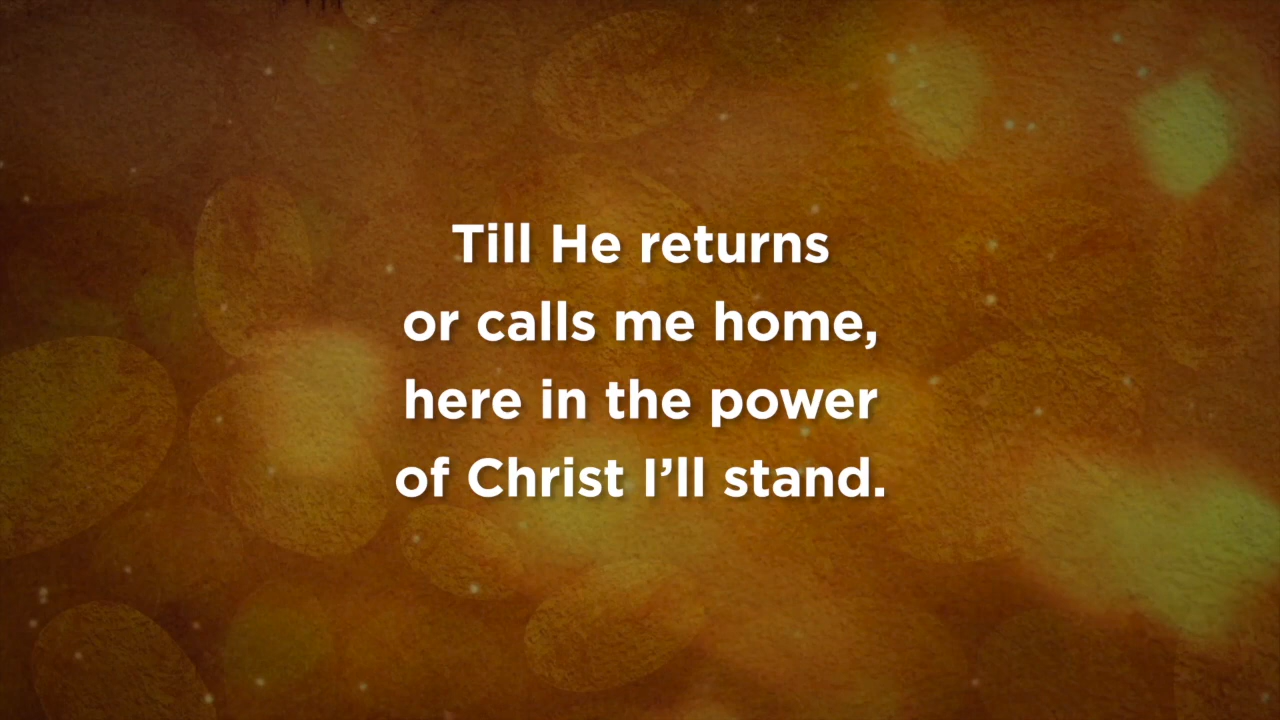 Till He returns
or calls me home,
here in the power
of Christ I’ll stand.